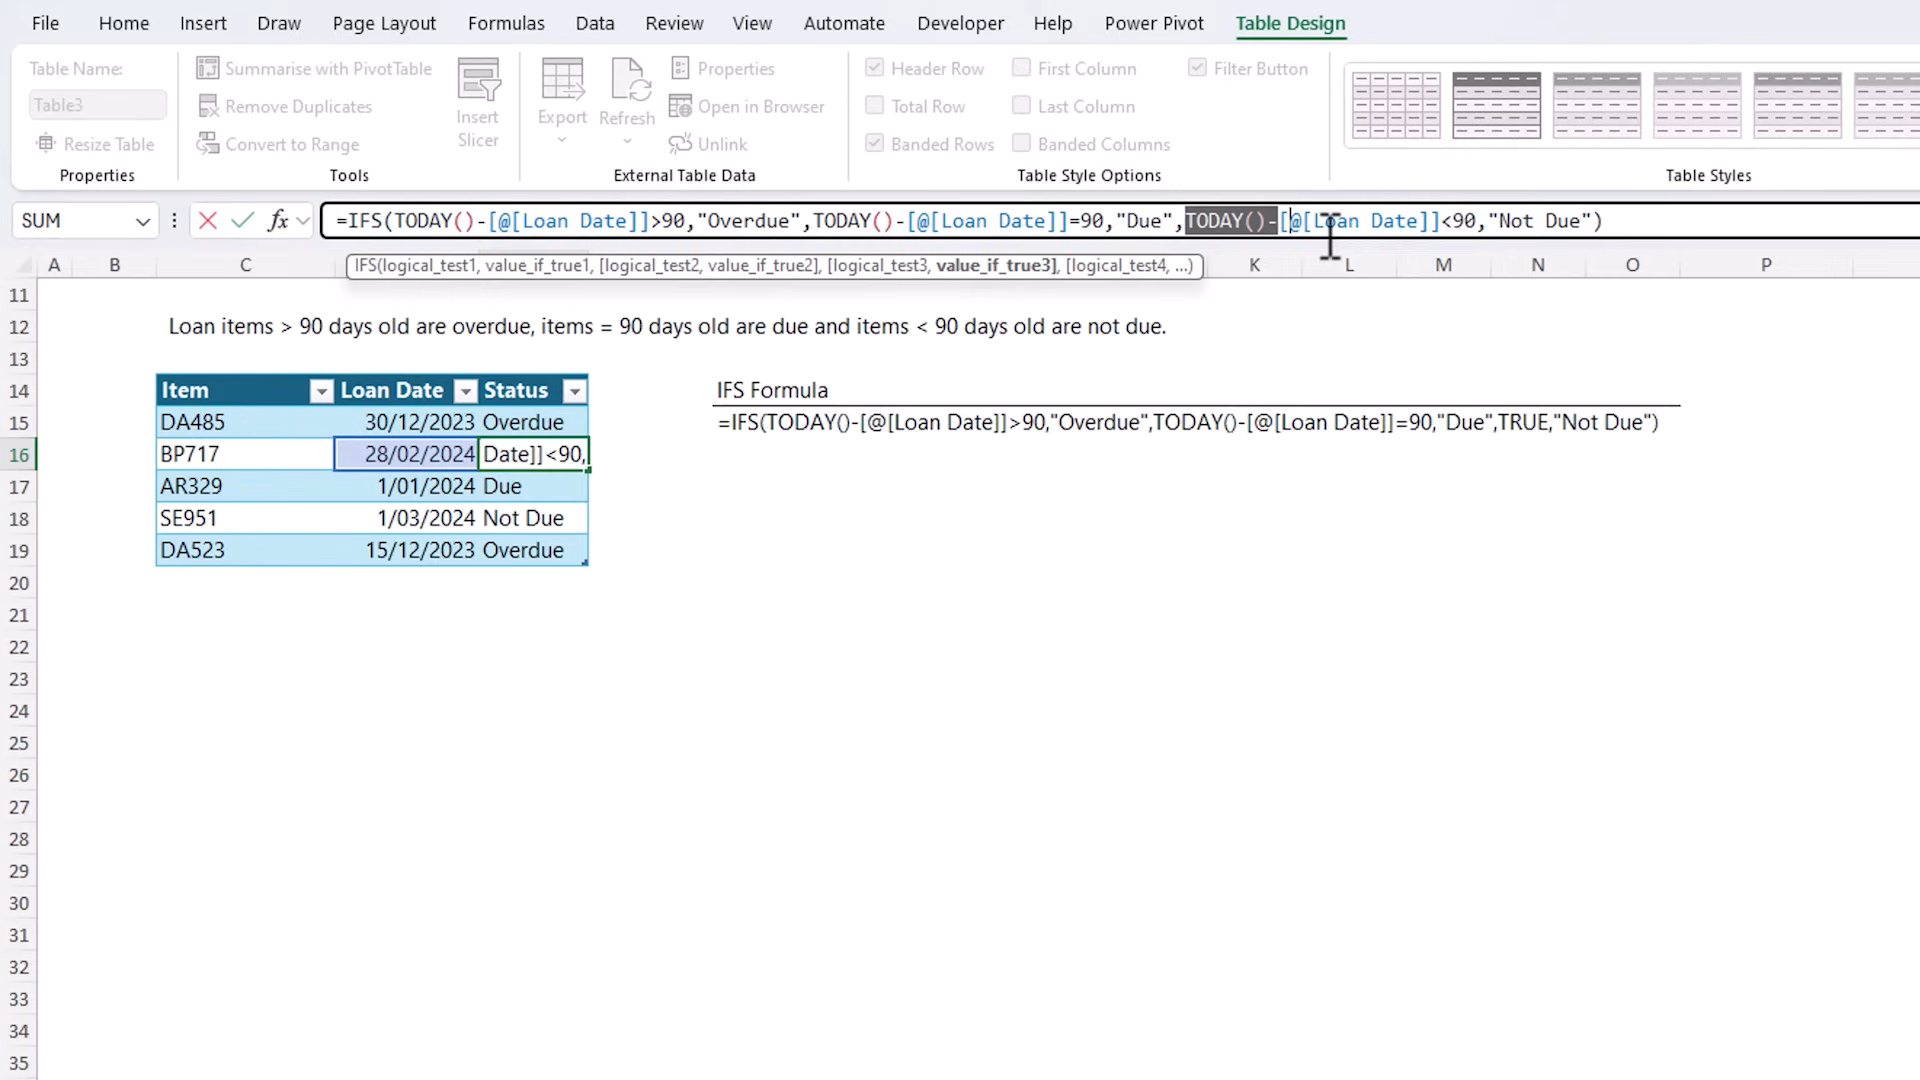 File Home Insert Draw Page Layout Formulas Data Review View Automate Developer Help Power Pivot Table Design
Table Name:
Table3
Resize Table
Properties
Summarise with PivotTable
Remove Duplicates
Convert to Range
Tools
Insert
Slicer
Export
Refresh
Properties
Open in Browser
Unlink
External Table Data
Header Row
First Column
Filter Button
Total Row
Last Column
Banded Rows
Banded Columns
Table Style Options
Table Styles
SUM
fx
=IFS(TODAY()-[@[Loan Date]]>90,"Overdue",TODAY()-[@[Loan Date]]=90,"Due",TODAY()-[@[Loan Date]]<90,"Not Due")
IFS(logical_test1, value_if_true1, [logical_test2, value_if_true2], [logical_test3, value_if_true3], [logical_test4, ...)
A B C K L M N O P
11
12 Loan items > 90 days old are overdue, items = 90 days old are due and items < 90 days old are not due.
13
14 Item Loan Date Status IFS Formula
15 DA485 30/12/2023 Overdue =IFS(TODAY()-[@[Loan Date]]>90,"Overdue",TODAY()-[@[Loan Date]]=90,"Due",TRUE,"Not Due")
16 BP717 28/02/2024 Date]]<90,
17 AR329 1/01/2024 Due
18 SE951 1/03/2024 Not Due
19 DA523 15/12/2023 Overdue
20
21
22
23
24
25
26
27
28
29
30
31
32
33
34
35